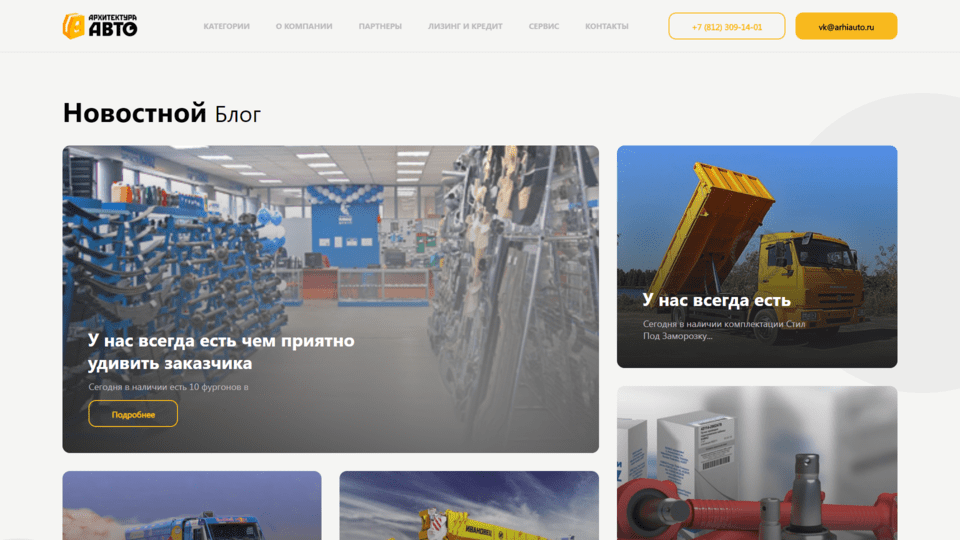 АРХИТЕКТУРА
АВТО
КАТЕГОРИИ
О КОМПАНИИ
ПАРТНЕРЫ
ЛИЗИНГ И КРЕДИТ
СЕРВИС
КОНТАКТЫ
+7 (812) 309-14-01
vk@arhiauto.ru
Новостной Блог
У нас всегда есть чем приятно
удивить заказчика
Сегодня в наличии есть 10 фургонов в
Подробнее
У нас всегда есть
Сегодня в наличии комплектации Стил
Под Заморозку...
ИВАНОВЕЦ